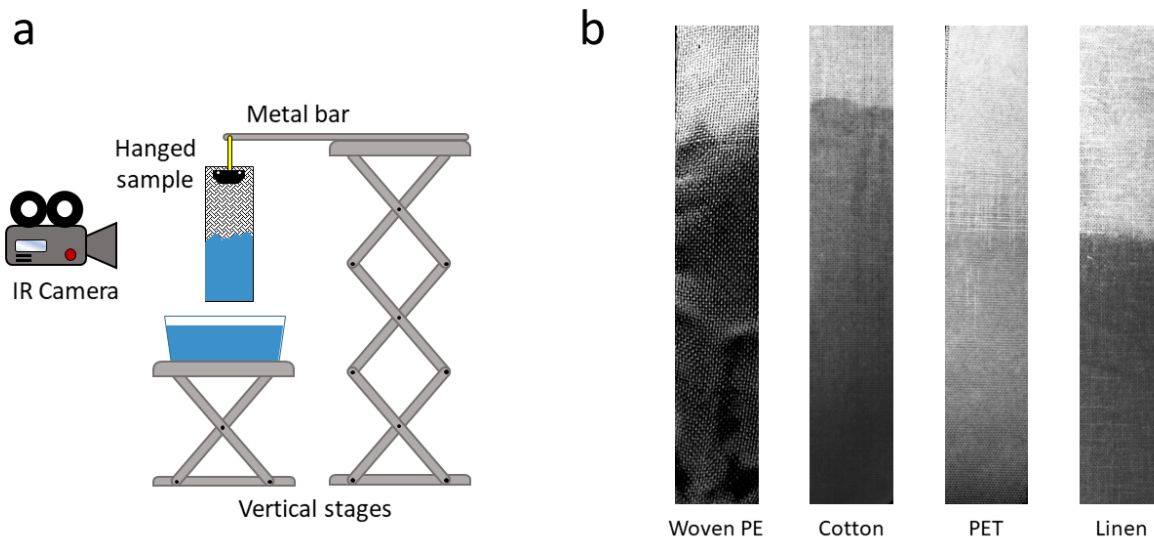 a
Metal bar
Hanged
sample
IR Camera
Vertical stages
b
Woven PE
Cotton
PET
Linen